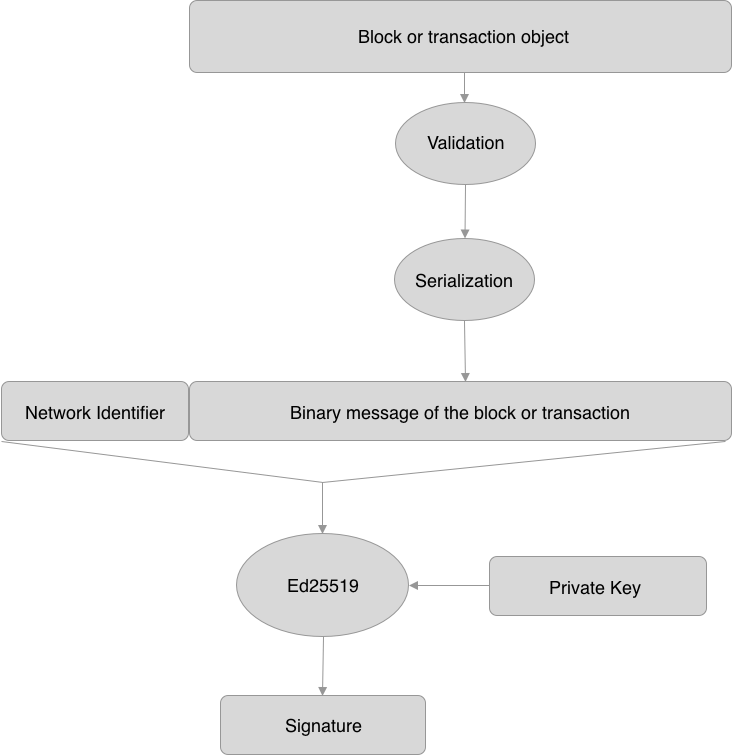 Block or transaction object
Validation
Serialization
Network Identifier
Binary message of the block or transaction
Ed25519
Private Key
Signature